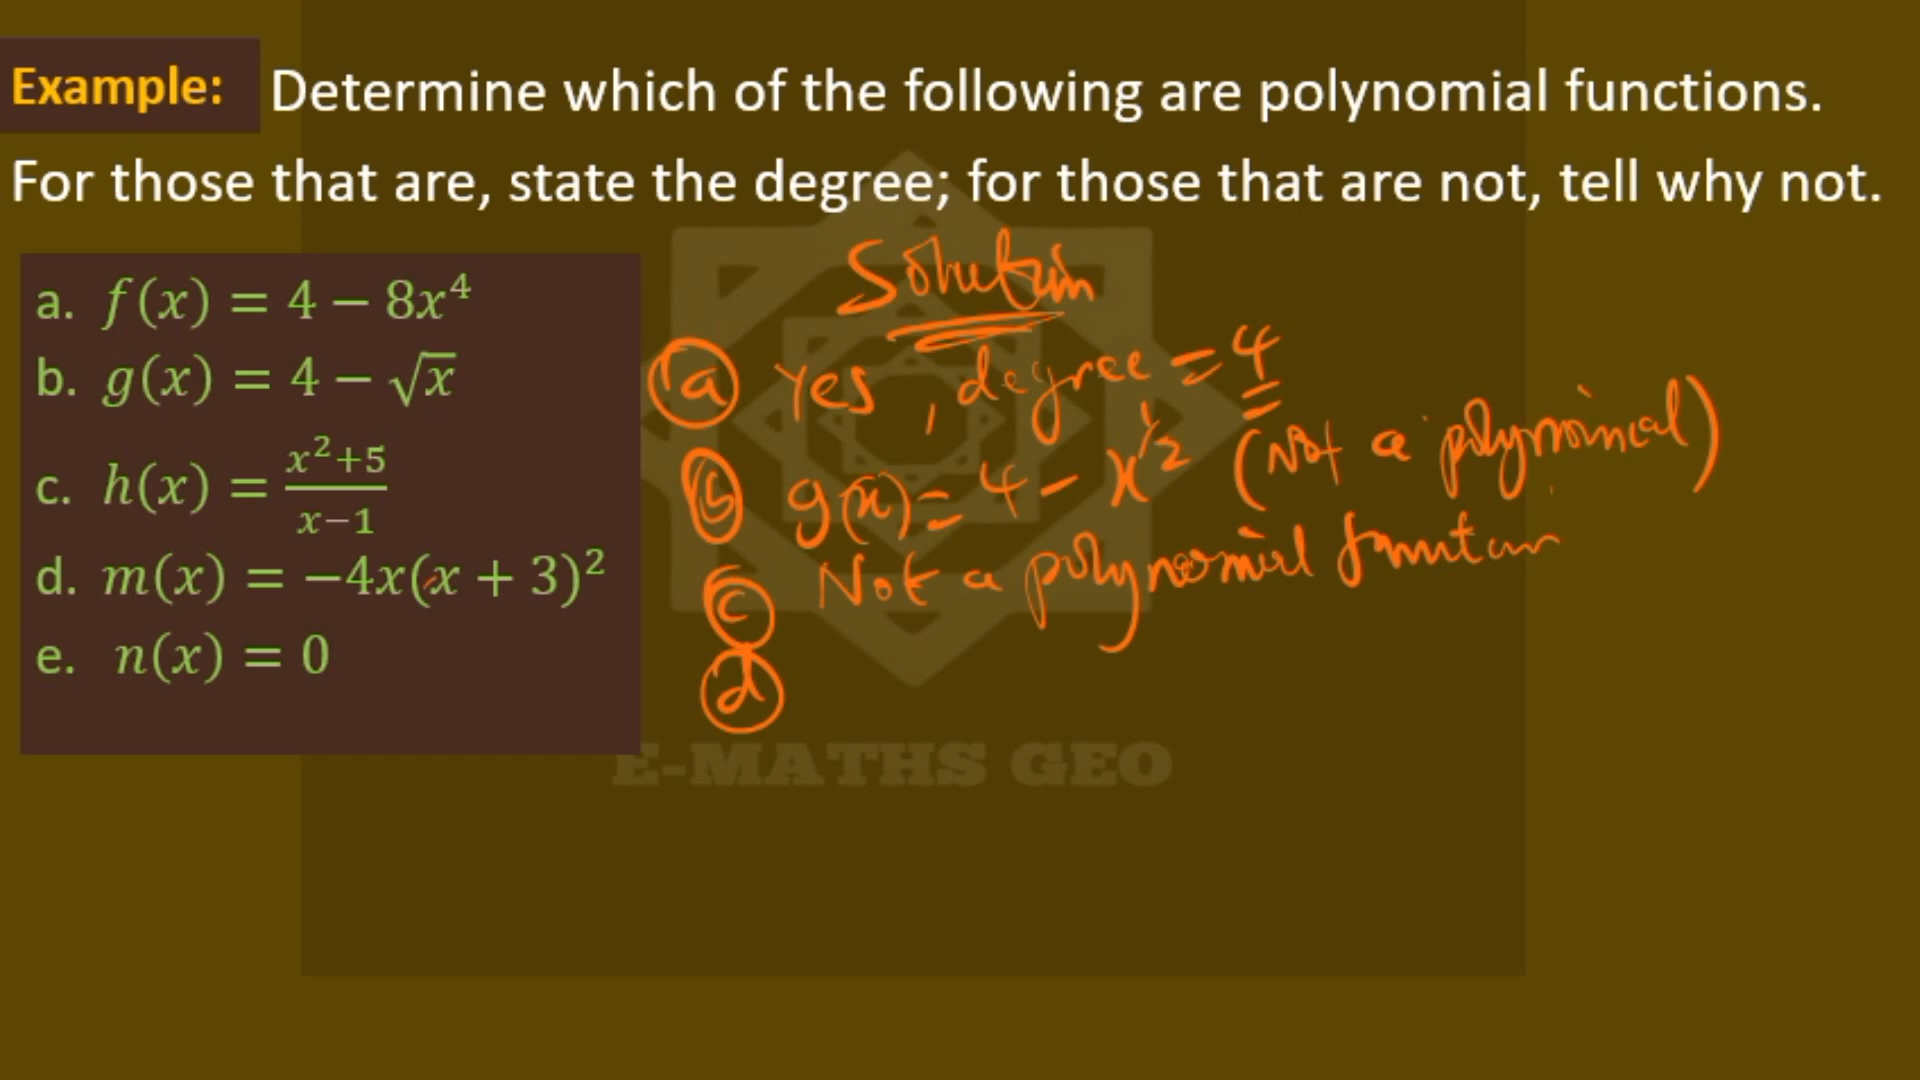 Example: Determine which of the following are polynomial functions.
For those that are, state the degree; for those that are not, tell why not.
a. f(x) = 4 − 8x⁴
b. g(x) = 4 − √x
c. h(x) = (x²+5)/(x−1)
d. m(x) = −4x(x + 3)²
e. n(x) = 0
Solution
(a) Yes, degree = 4
(b) g(x) = 4 − x^1/2 (Not a polynomial)
(c) Not a polynomial function
(d)
E-MATHS GEO